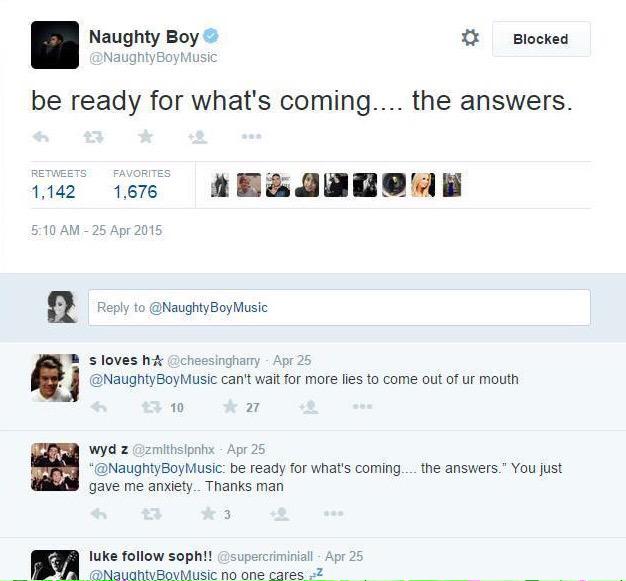 Naughty Boy
@NaughtyBoyMusic
Blocked
be ready for what's coming.... the answers.
RETWEETS FAVORITES
1,142 1,676
5:10 AM - 25 Apr 2015
Reply to @NaughtyBoyMusic
s loves h☆ @cheesingharry · Apr 25
@NaughtyBoyMusic can't wait for more lies to come out of ur mouth
10 27
wyd z @zmlthslpnhx · Apr 25
“@NaughtyBoyMusic: be ready for what's coming.... the answers.” You just
gave me anxiety.. Thanks man
3
luke follow soph!! @supercriminiall · Apr 25
@NaughtyBoyMusic no one cares 💤